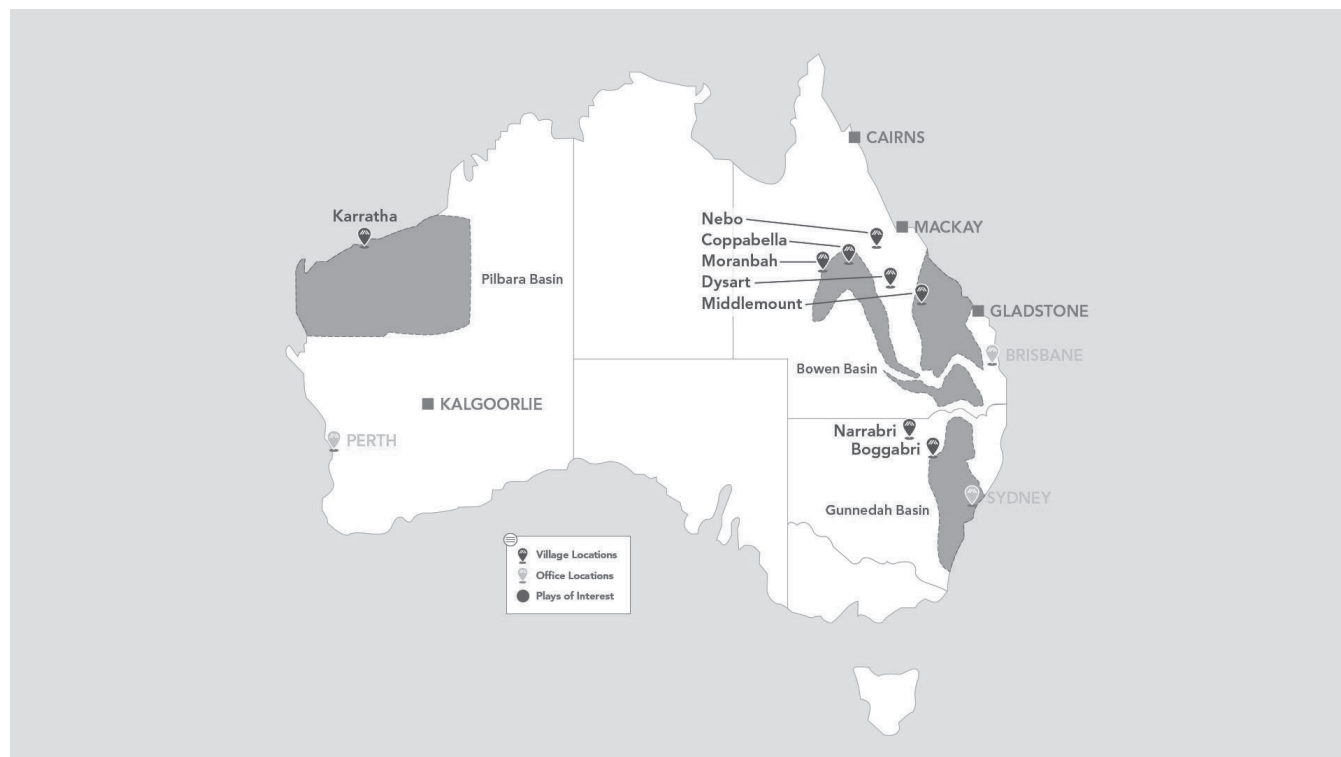 CAIRNS
Karratha
Nebo
MACKAY
Coppabella
Moranbah
Pilbara Basin
Dysart
Middlemount
GLADSTONE
BRISBANE
Bowen Basin
KALGOORLIE
Narrabri
PERTH
Boggabri
SYDNEY
Gunnedah Basin
Village Locations
Office Locations
Plays of Interest